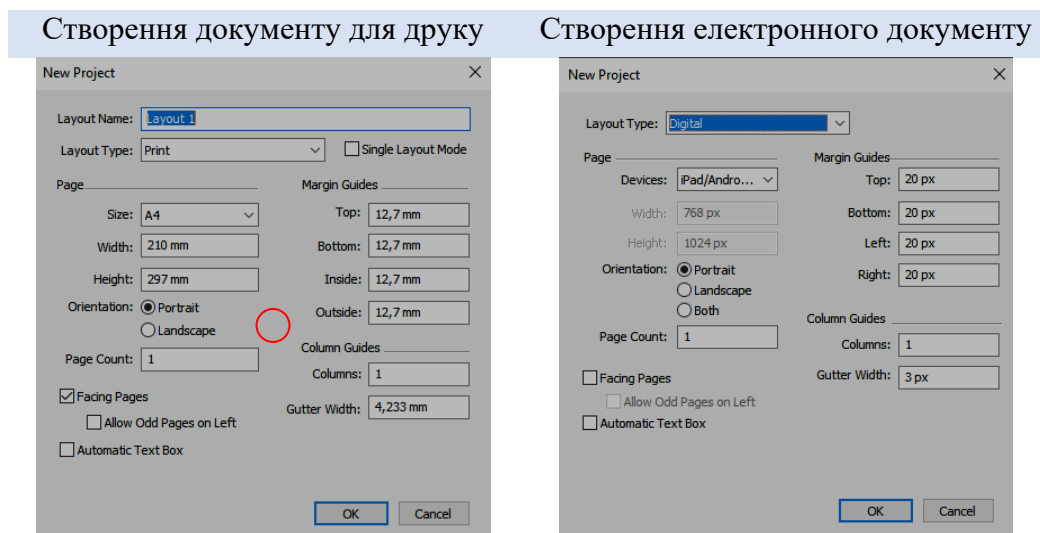 Створення документу для друку
Створення електронного документу
New Project
Layout Name: Layout 1
Layout Type: Print
Single Layout Mode
Page
Margin Guides
Size: A4
Top: 12,7 mm
Width: 210 mm
Bottom: 12,7 mm
Height: 297 mm
Inside: 12,7 mm
Orientation: Portrait
Outside: 12,7 mm
Landscape
Column Guides
Page Count: 1
Columns: 1
Facing Pages
Gutter Width: 4,233 mm
Allow Odd Pages on Left
Automatic Text Box
OK
Cancel
New Project
Layout Type: Digital
Page
Margin Guides
Devices: iPad/Andro...
Top: 20 px
Width: 768 px
Bottom: 20 px
Height: 1024 px
Left: 20 px
Orientation: Portrait
Right: 20 px
Landscape
Both
Column Guides
Page Count: 1
Columns: 1
Facing Pages
Gutter Width: 3 px
Allow Odd Pages on Left
Automatic Text Box
OK
Cancel